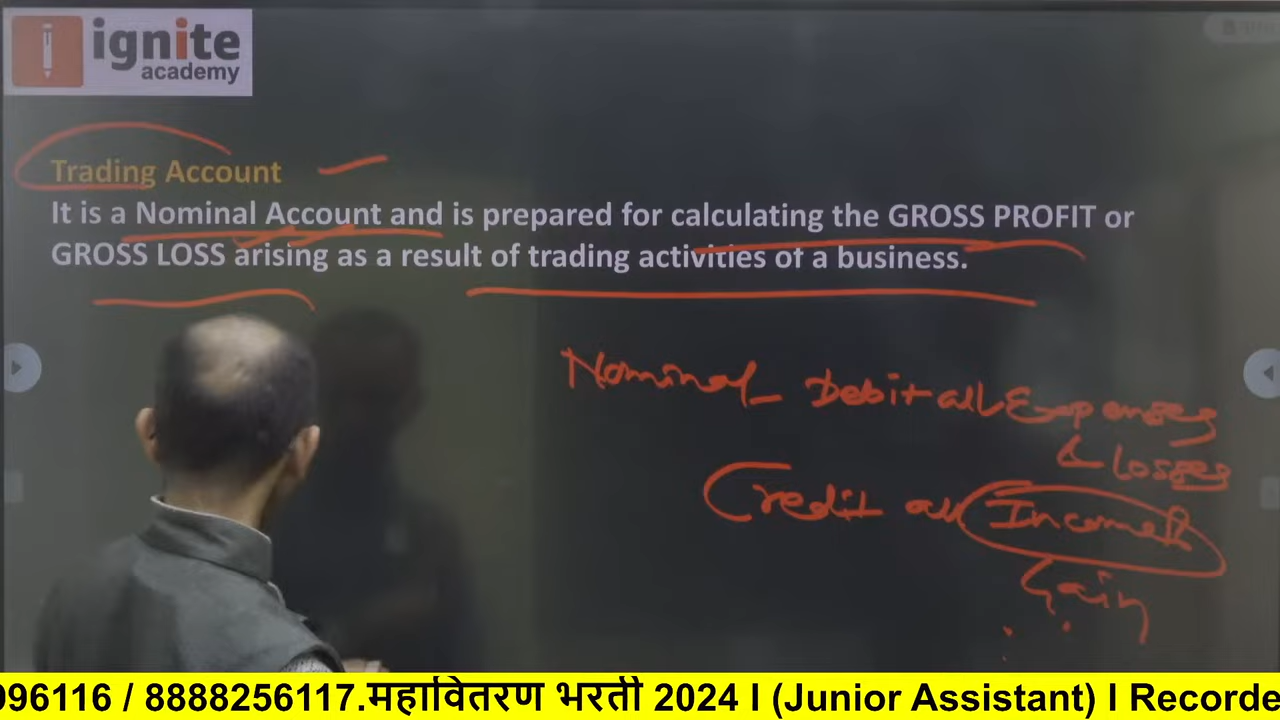 ignite
academy
Trading Account
It is a Nominal Account and is prepared for calculating the GROSS PROFIT or
GROSS LOSS arising as a result of trading activities of a business.
Nominal - Debit all Expenses
& Losses
Credit all Income &
Gain
996116 / 8888256117.महावितरण भरती 2024 I (Junior Assistant) I Recorde